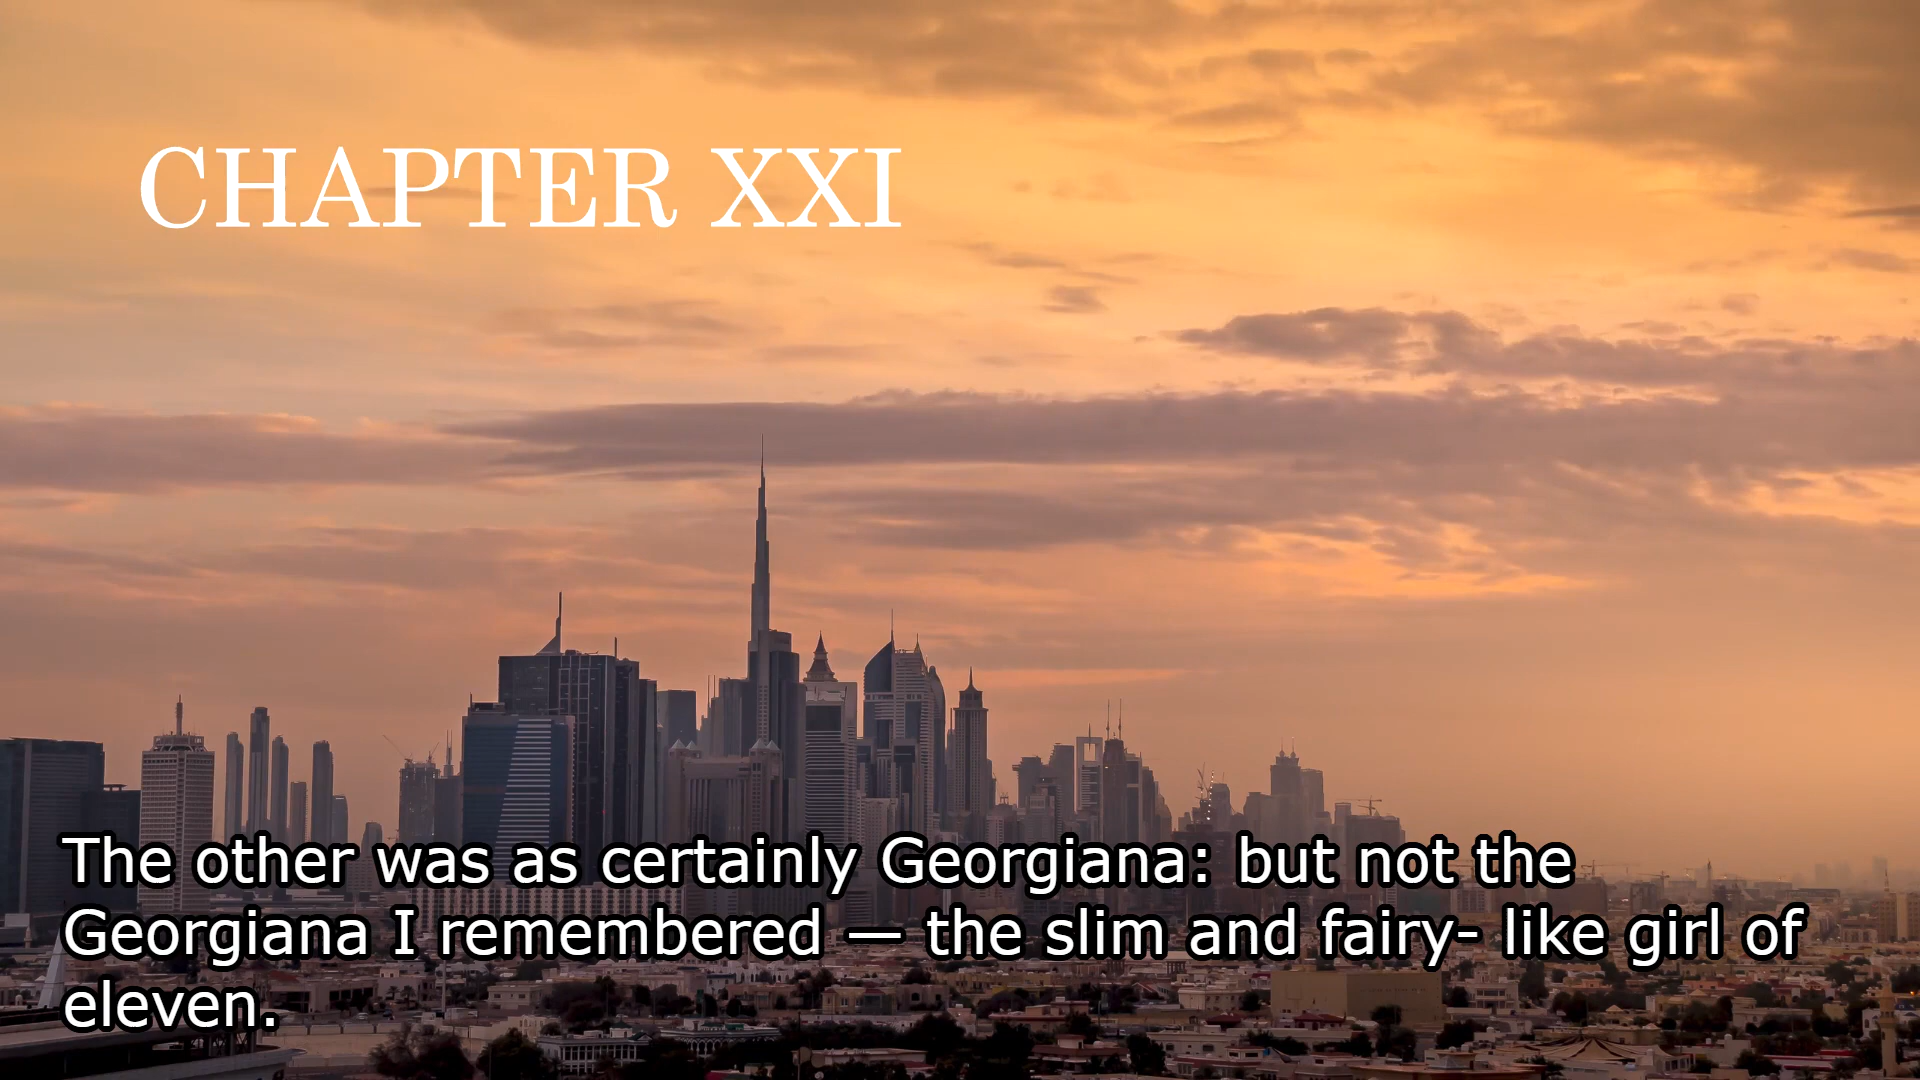 CHAPTER XXI
The other was as certainly Georgiana: but not the
Georgiana I remembered — the slim and fairy- like girl of
eleven.